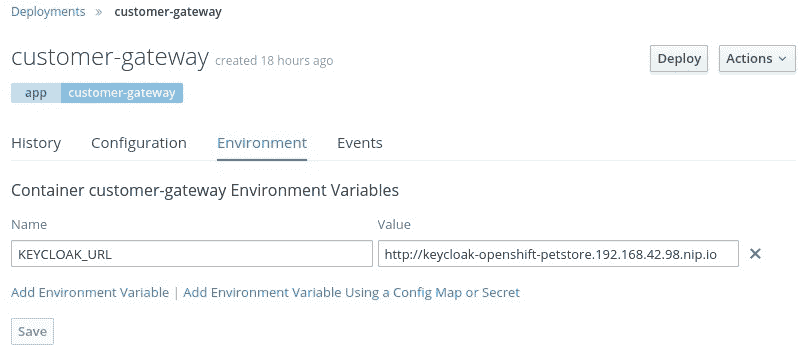 Deployments » customer-gateway
customer-gateway created 18 hours ago
Deploy Actions
app customer-gateway
History Configuration Environment Events
Container customer-gateway Environment Variables
Name Value
KEYCLOAK_URL http://keycloak-openshift-petstore.192.168.42.98.nip.io
Add Environment Variable | Add Environment Variable Using a Config Map or Secret
Save